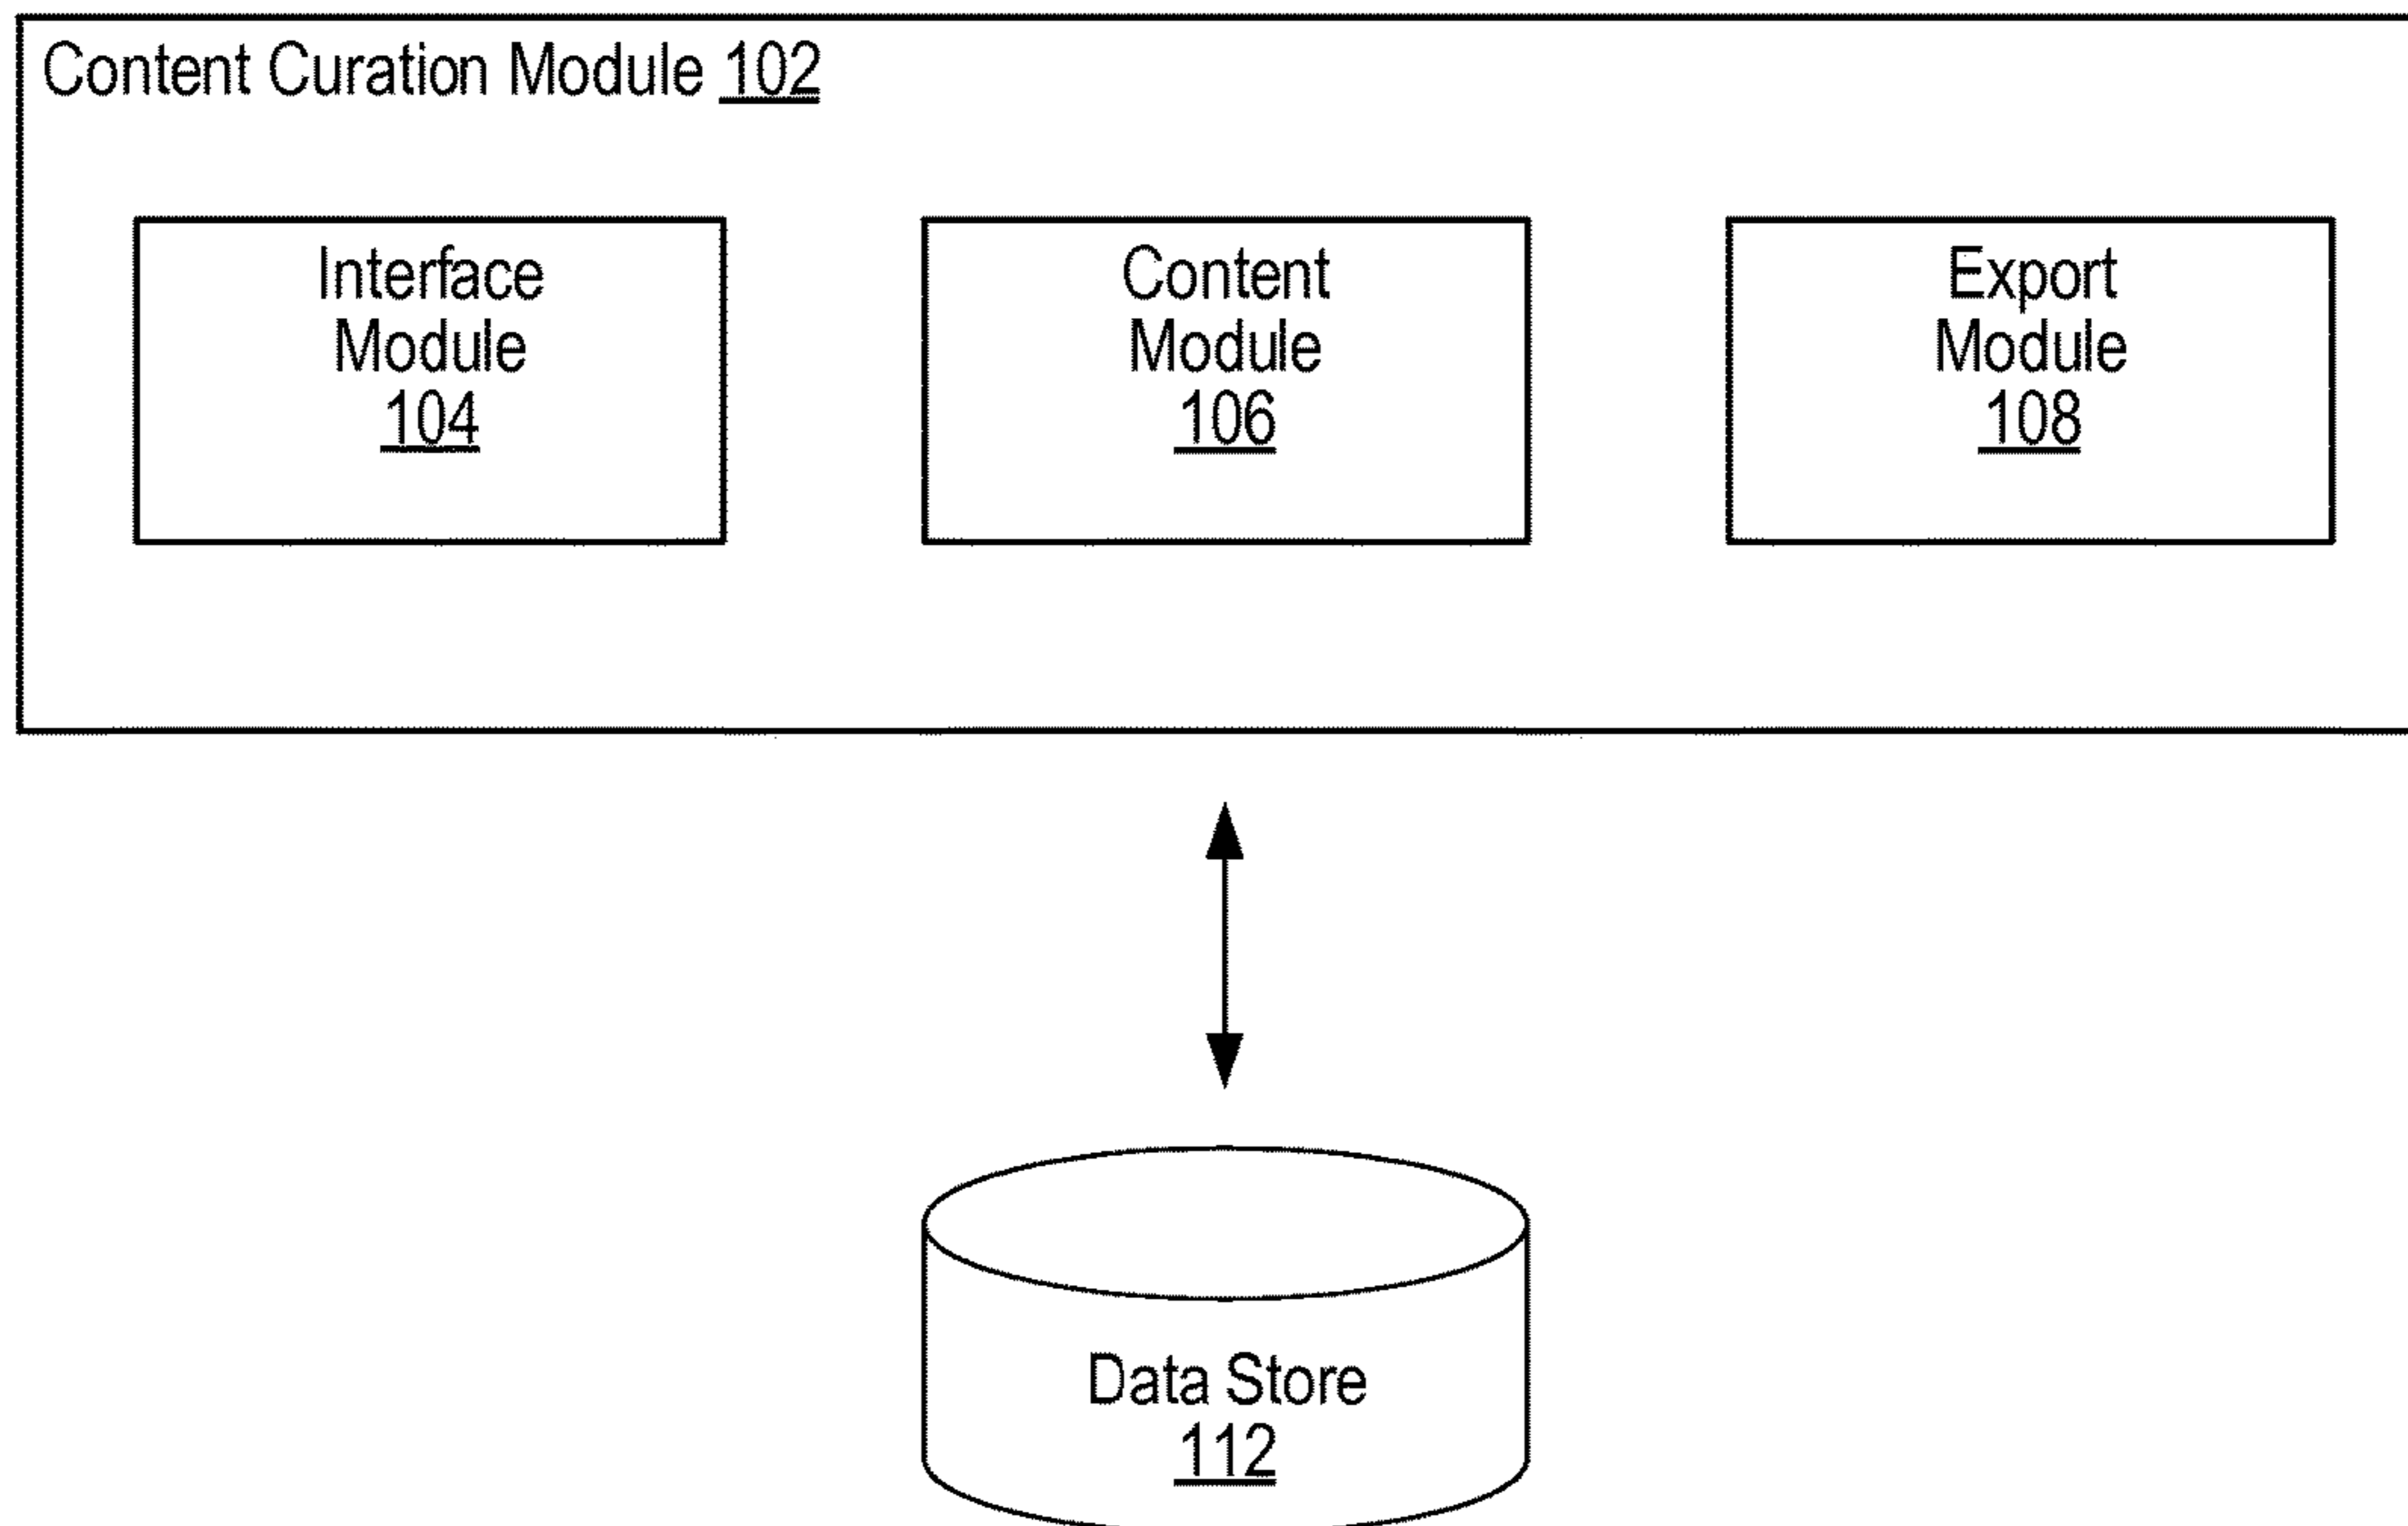 Content Curation Module 102
Interface
Module
104
Content
Module
106
Export
Module
108
Data Store
112